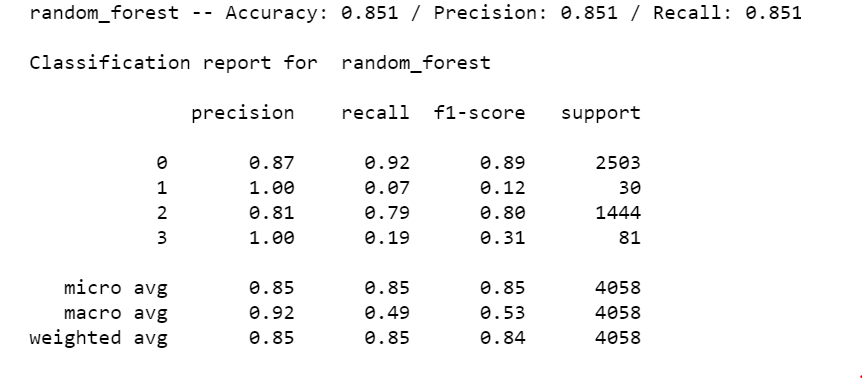 random_forest -- Accuracy: 0.851 / Precision: 0.851 / Recall: 0.851
Classification report for  random_forest
precision recall f1-score support
0 0.87 0.92 0.89 2503
1 1.00 0.07 0.12 30
2 0.81 0.79 0.80 1444
3 1.00 0.19 0.31 81
micro avg 0.85 0.85 0.85 4058
macro avg 0.92 0.49 0.53 4058
weighted avg 0.85 0.85 0.84 4058